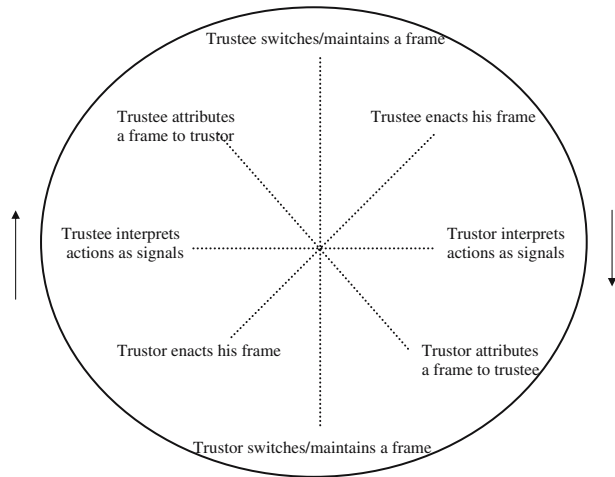 Trustee switches/maintains a frame
Trustee attributes
a frame to trustor
Trustee enacts his frame
Trustee interprets
actions as signals
Trustor interprets
actions as signals
Trustor enacts his frame
Trustor attributes
a frame to trustee
Trustor switches/maintains a frame